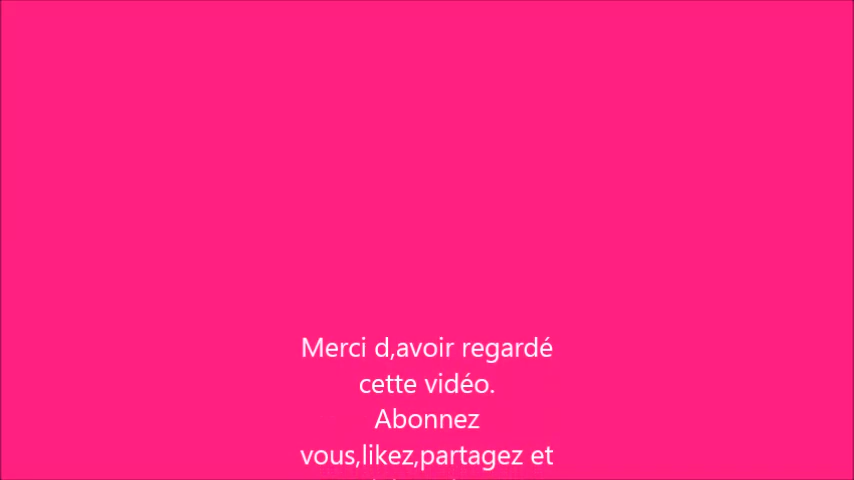 Merci d,avoir regardé
cette vidéo.
Abonnez
vous,likez,partagez et